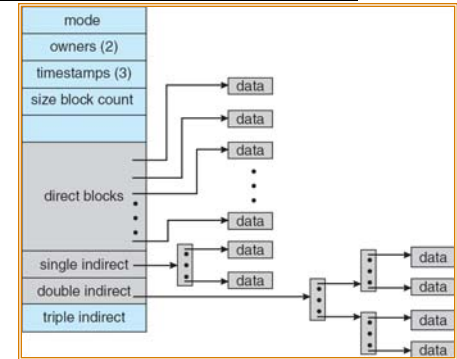 mode
owners (2)
timestamps (3)
size block count
data
data
data
direct blocks
data
single indirect
data
data
double indirect
data
data
triple indirect
data
data